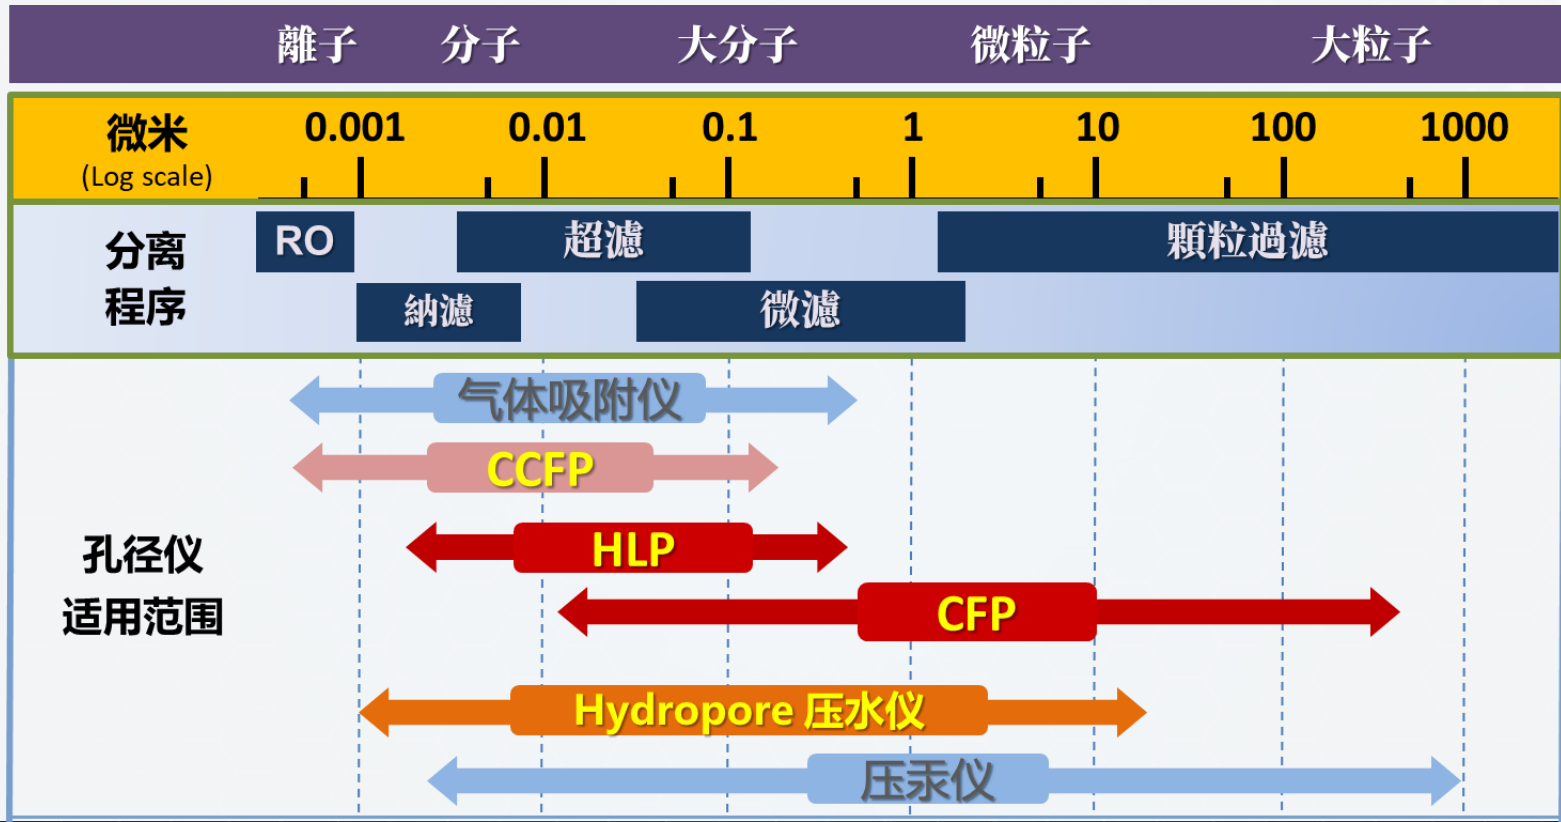 離子 分子 大分子 微粒子 大粒子
微米 0.001 0.01 0.1 1 10 100 1000
(Log scale)
分离
程序
RO 超濾 顆粒過濾
納濾 微濾
气体吸附仪
CCFP
HLP
孔径仪
适用范围
CFP
Hydropore 压水仪
压汞仪